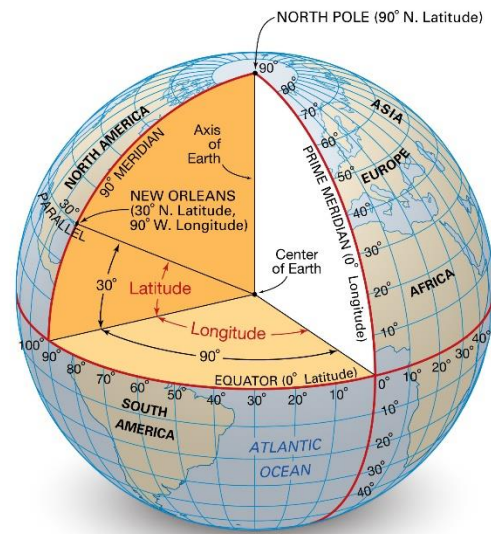 NORTH POLE (90° N. Latitude)
90°
80°
70°
60°
50°
40°
30°
20°
10°
ASIA
EUROPE
AFRICA
NORTH AMERICA
90° MERIDIAN
Axis
of
Earth
PRIME MERIDIAN (0° Longitude)
30°
PARALLEL
NEW ORLEANS
(30° N. Latitude,
90° W. Longitude)
Center
of Earth
30°
Latitude
Longitude
90°
EQUATOR (0° Latitude)
100°
90°
80°
70°
60°
50°
40°
30°
20°
10°
0°
10°
20°
30°
40°
SOUTH
AMERICA
ATLANTIC
OCEAN
10°
20°
30°
40°